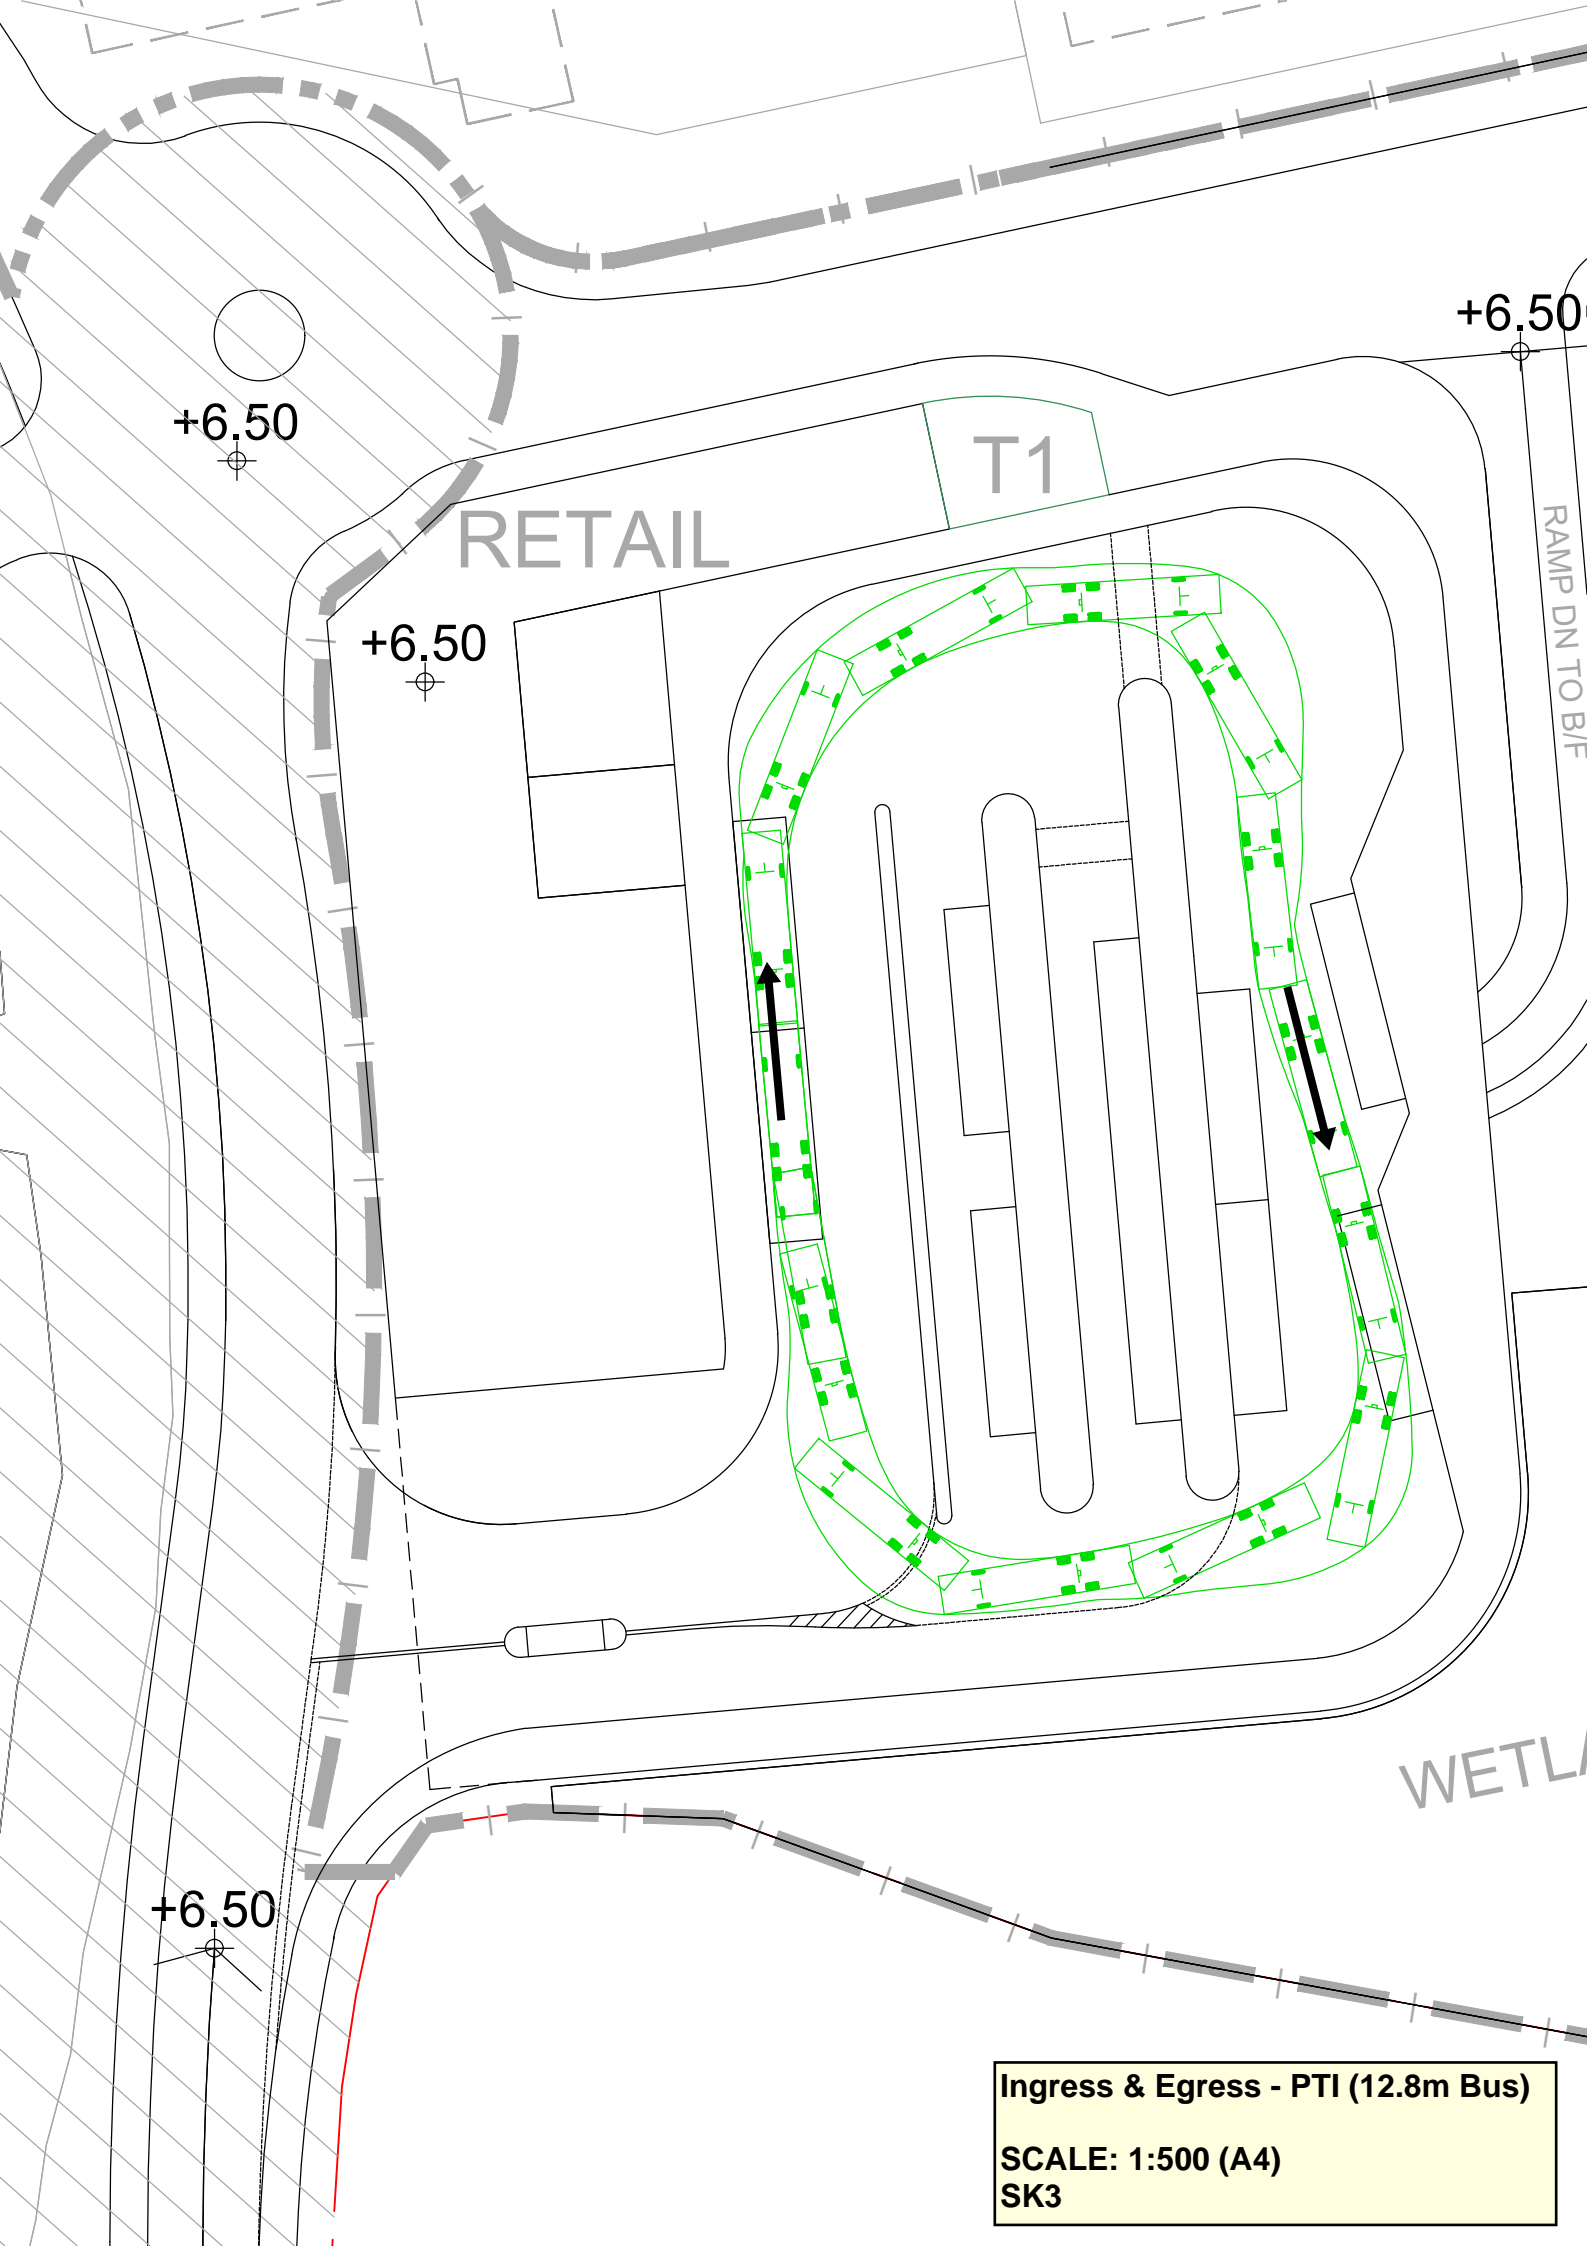 +6.50
+6.50
T1
RETAIL
RAMP DN TO B/F
+6.50
WETLA
+6.50
Ingress & Egress - PTI (12.8m Bus)
SCALE: 1:500 (A4)
SK3